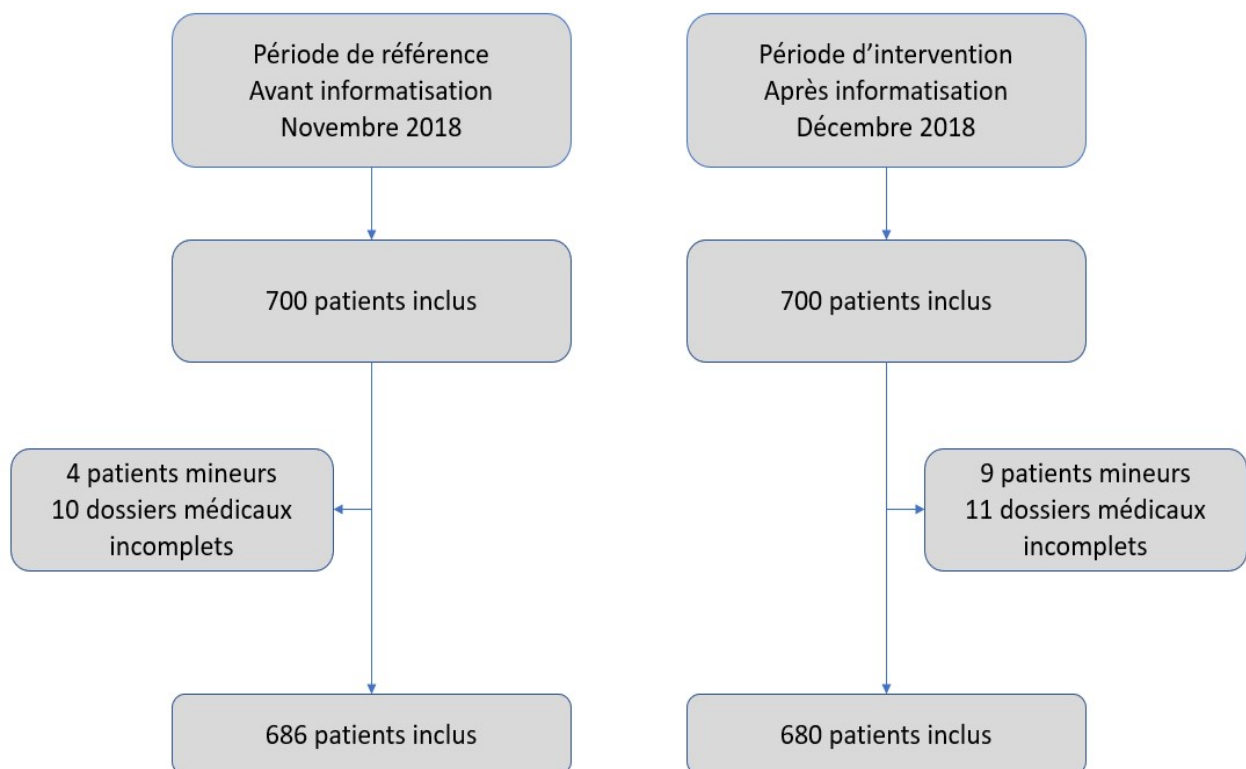 Période de référence
Avant informatisation
Novembre 2018
Période d’intervention
Après informatisation
Décembre 2018
700 patients inclus
700 patients inclus
4 patients mineurs
10 dossiers médicaux
incomplets
9 patients mineurs
11 dossiers médicaux
incomplets
686 patients inclus
680 patients inclus